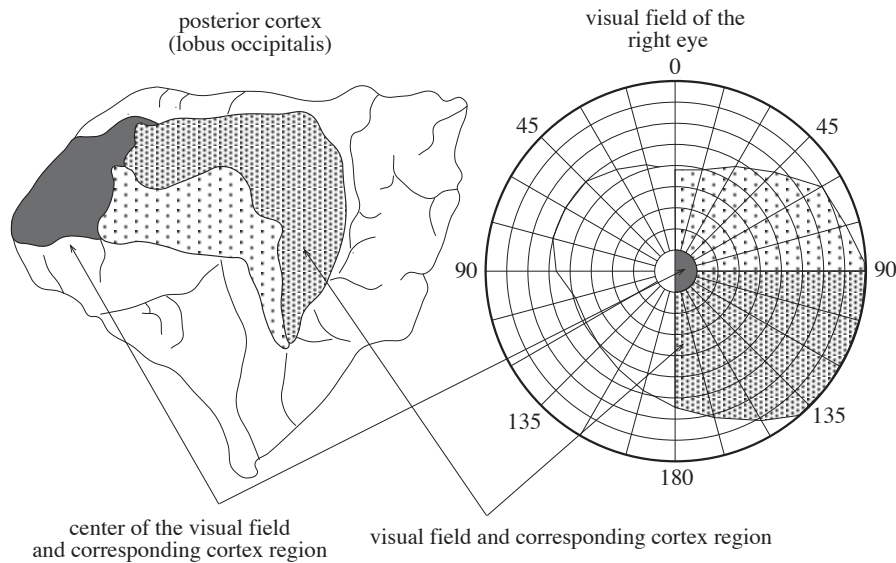 posterior cortex
(lobus occipitalis)
visual field of the
right eye
0
45
45
90
90
135
135
180
center of the visual field
and corresponding cortex region
visual field and corresponding cortex region